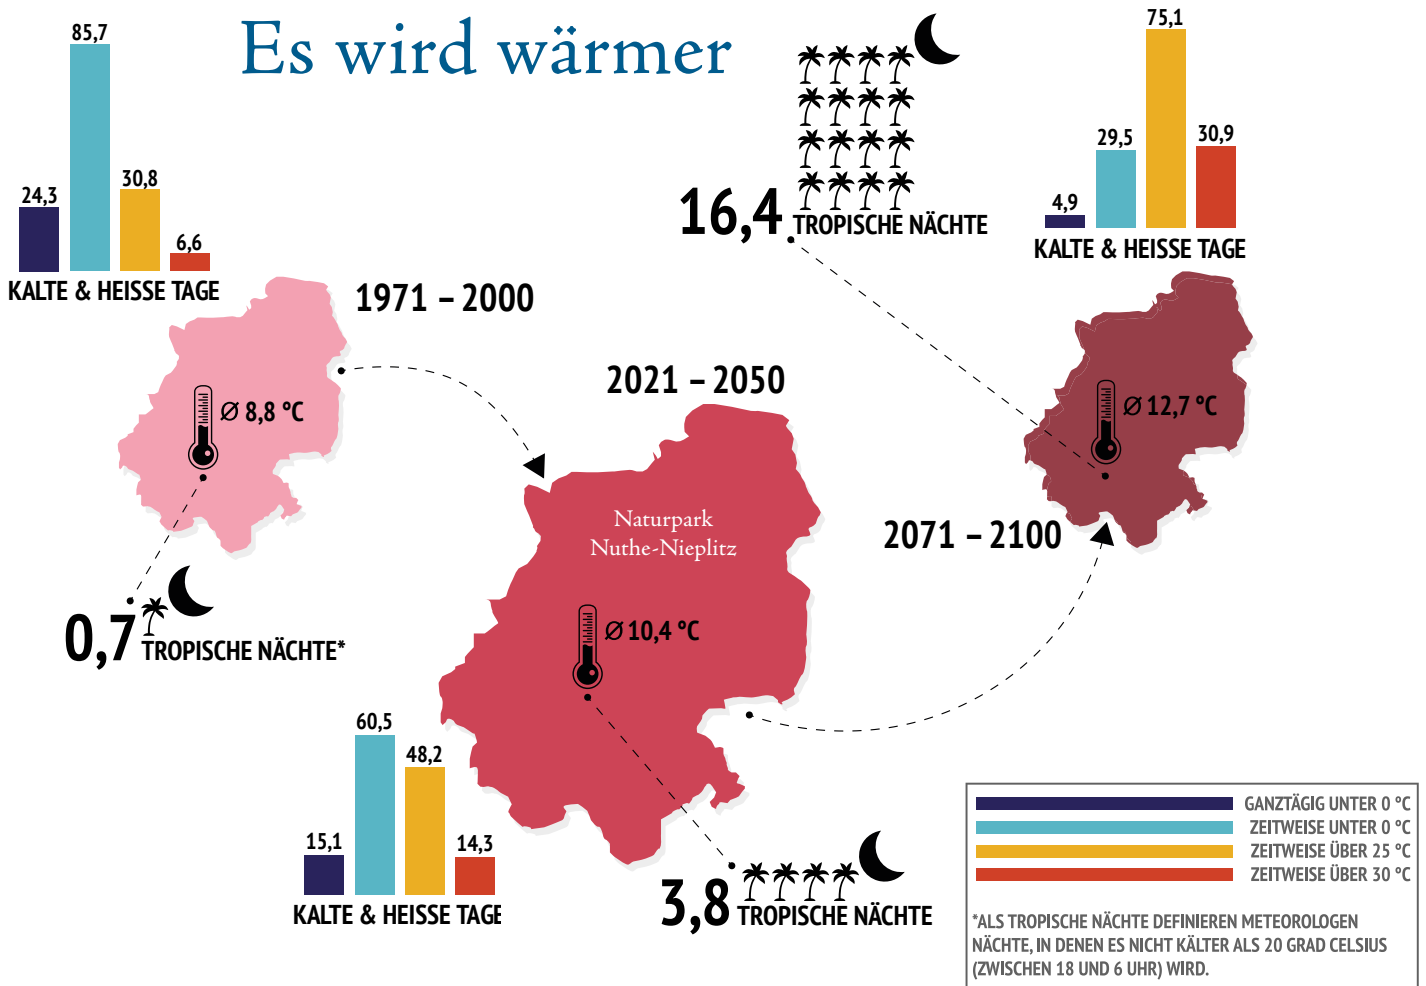 Es wird wärmer
85,7
24,3
30,8
6,6
KALTE & HEISSE TAGE
1971 – 2000
Ø 8,8 °C
0,7 TROPISCHE NÄCHTE*
2021 – 2050
Naturpark
Nuthe-Nieplitz
Ø 10,4 °C
60,5
48,2
15,1
14,3
KALTE & HEISSE TAGE
3,8 TROPISCHE NÄCHTE
16,4 TROPISCHE NÄCHTE
75,1
29,5
30,9
4,9
KALTE & HEISSE TAGE
Ø 12,7 °C
2071 – 2100
GANZTÄGIG UNTER 0 °C
ZEITWEISE UNTER 0 °C
ZEITWEISE ÜBER 25 °C
ZEITWEISE ÜBER 30 °C
*ALS TROPISCHE NÄCHTE DEFINIEREN METEOROLOGEN
NÄCHTE, IN DENEN ES NICHT KÄLTER ALS 20 GRAD CELSIUS
(ZWISCHEN 18 UND 6 UHR) WIRD.